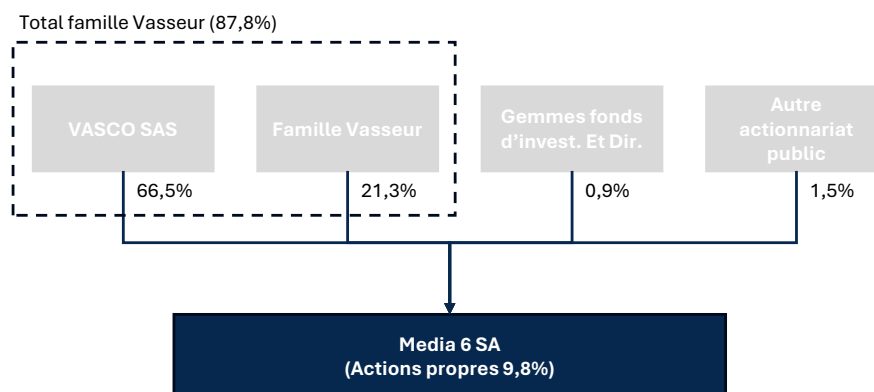 Total famille Vasseur (87,8%)
VASCO SAS
Famille Vasseur
Gemmes fonds
d’invest. Et Dir.
Autre
actionnariat
public
66,5%
21,3%
0,9%
1,5%
Media 6 SA
(Actions propres 9,8%)